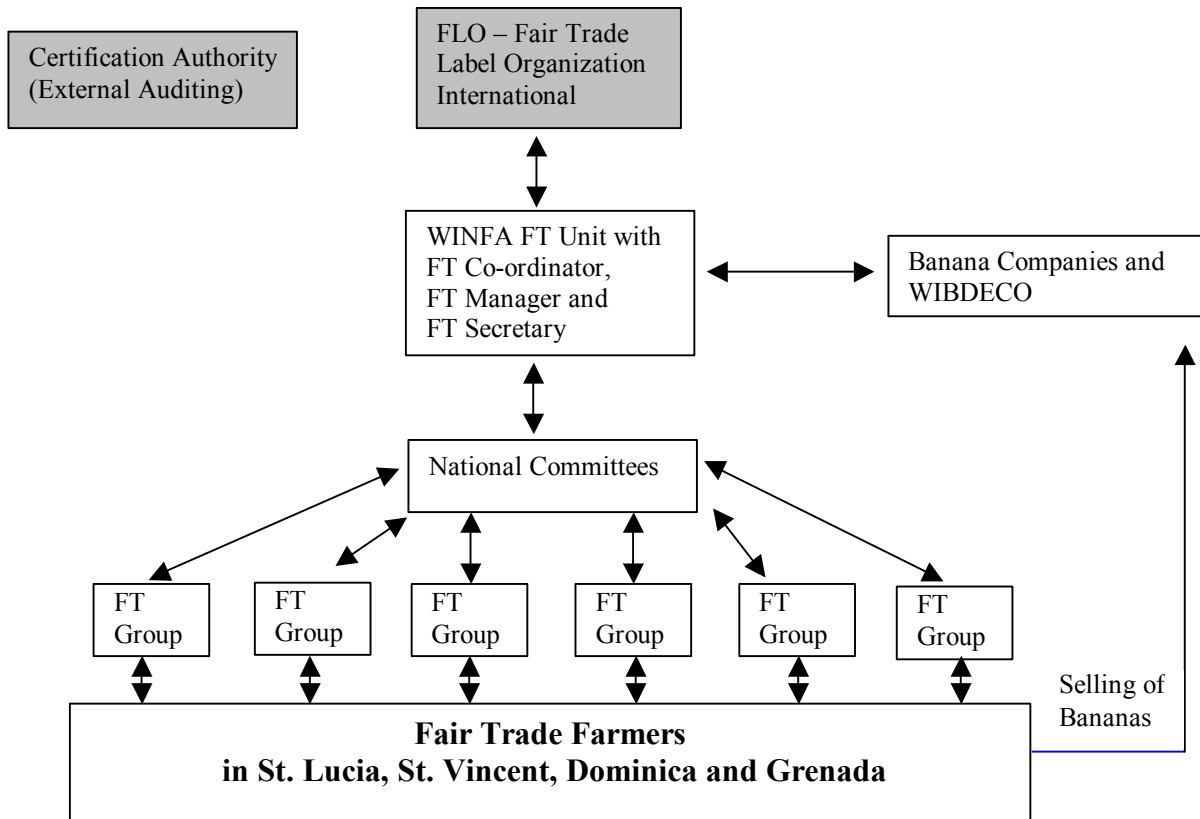 Certification Authority
(External Auditing)
FLO – Fair Trade
Label Organization
International
WINFA FT Unit with
FT Co-ordinator,
FT Manager and
FT Secretary
Banana Companies and
WIBDECO
National Committees
FT
Group
FT
Group
FT
Group
FT
Group
FT
Group
FT
Group
Selling of
Bananas
Fair Trade Farmers
in St. Lucia, St. Vincent, Dominica and Grenada